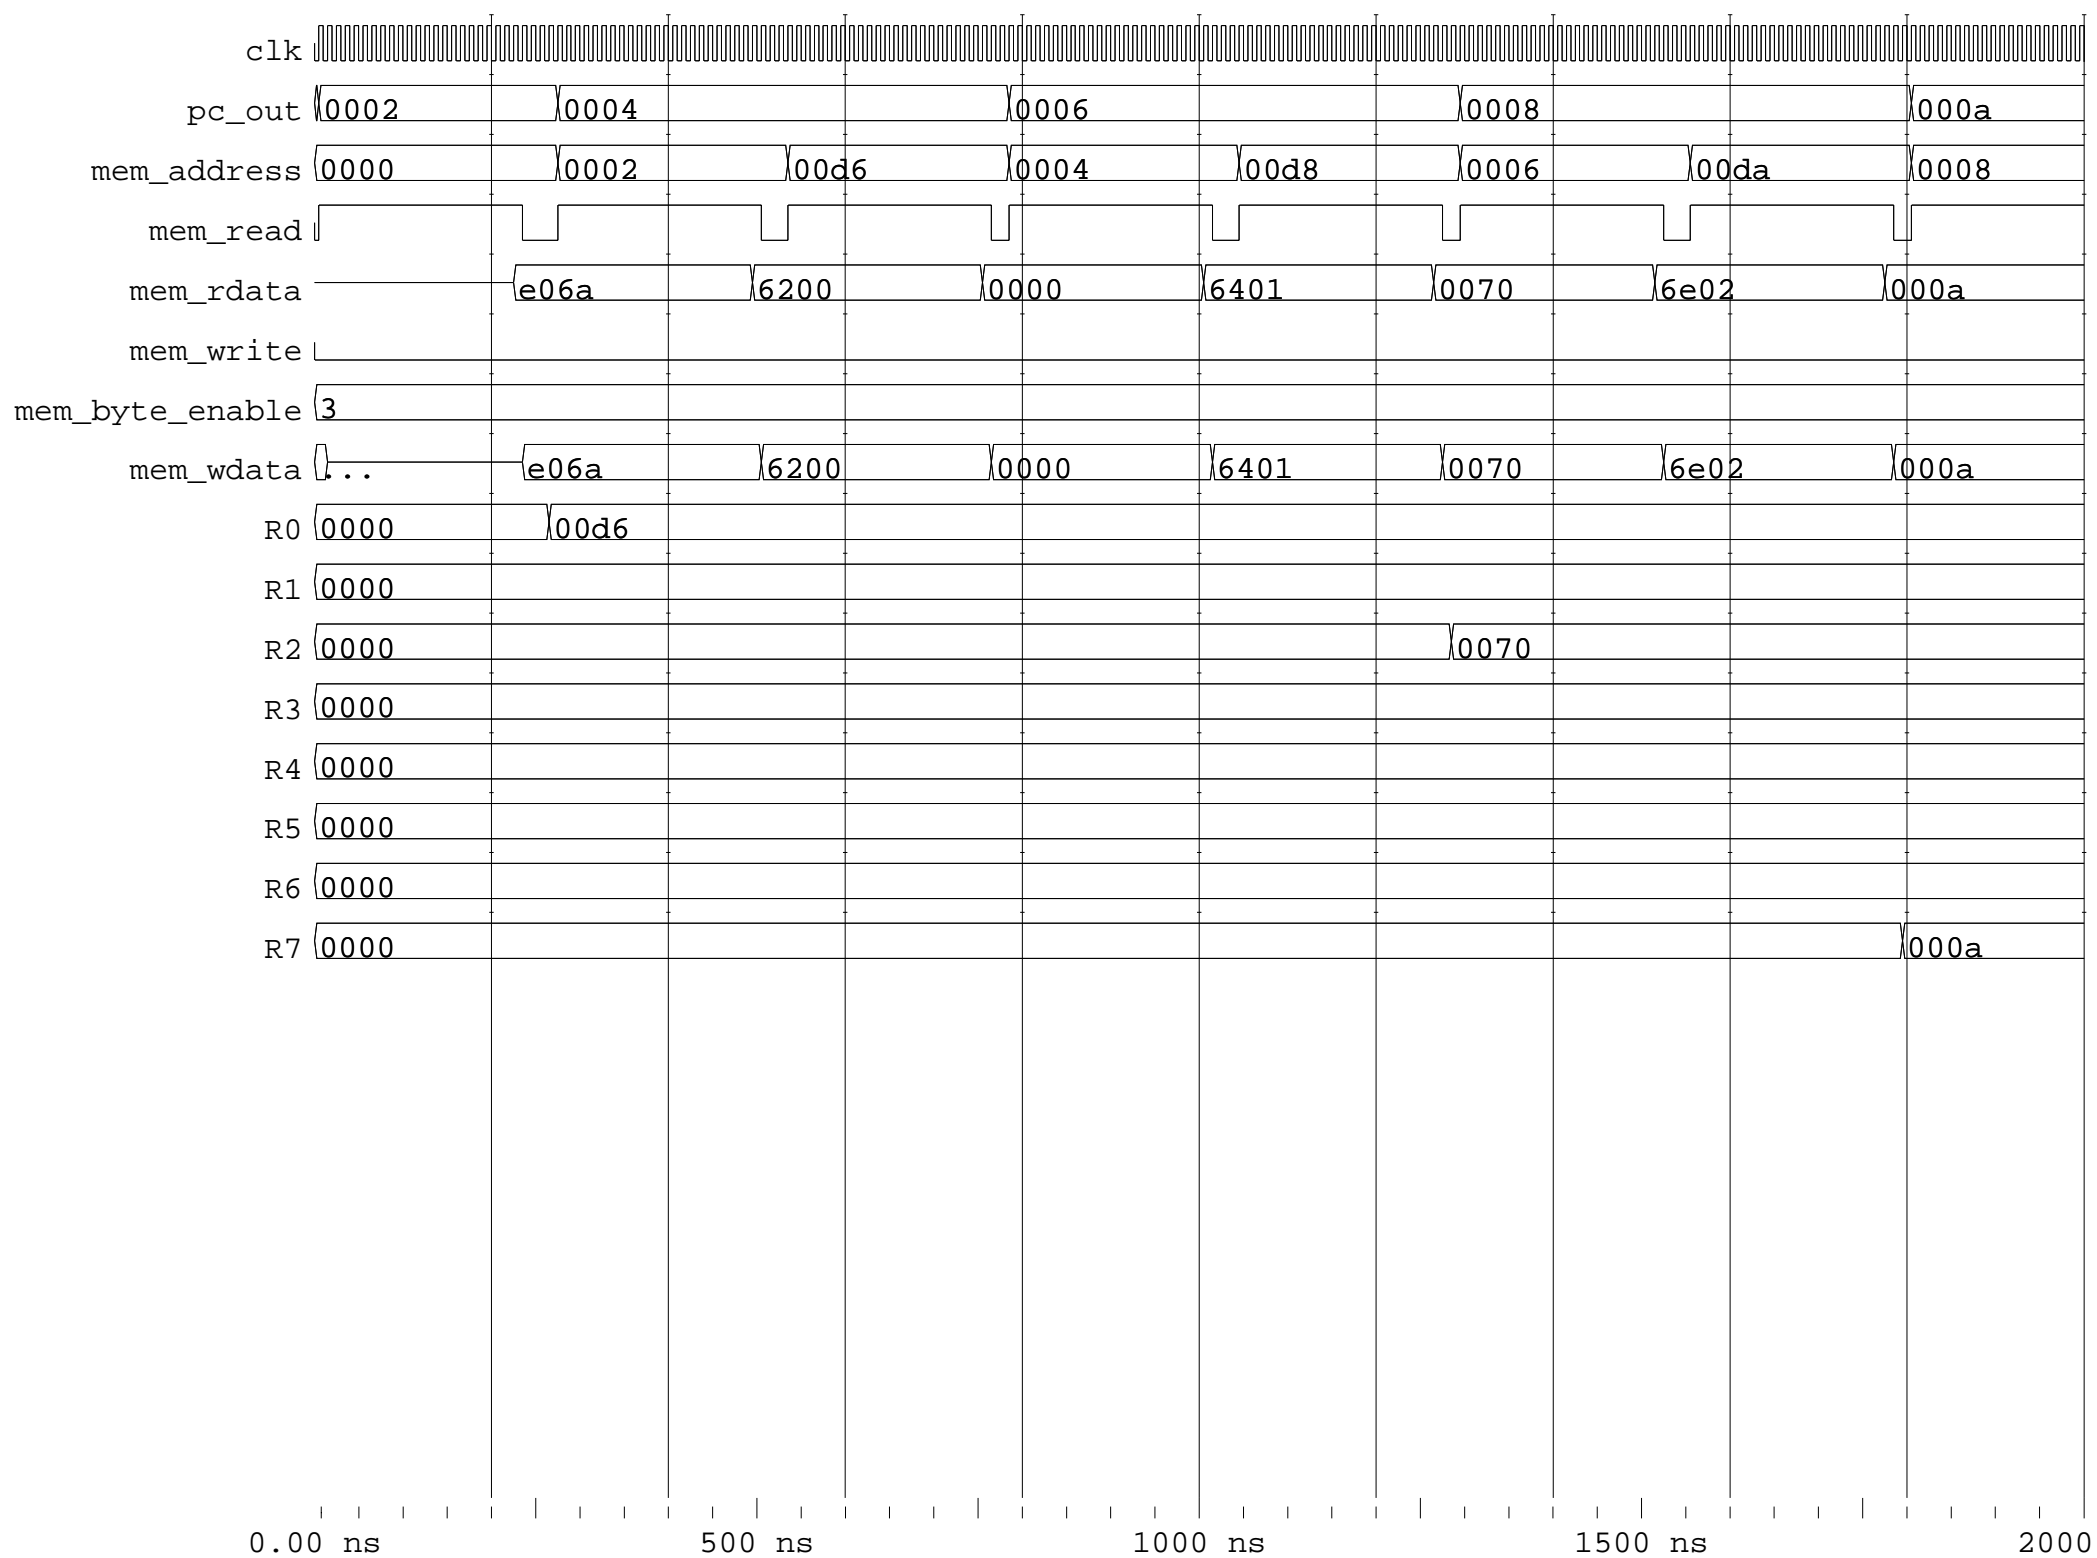 clk
pc_out 0002 0004 0006 0008 000a
mem_address 0000 0002 00d6 0004 00d8 0006 00da 0008
mem_read
mem_rdata e06a 6200 0000 6401 0070 6e02 000a
mem_write
mem_byte_enable 3
mem_wdata ... e06a 6200 0000 6401 0070 6e02 000a
R0 0000 00d6
R1 0000
R2 0000 0070
R3 0000
R4 0000
R5 0000
R6 0000
R7 0000 000a
0.00 ns 500 ns 1000 ns 1500 ns 2000